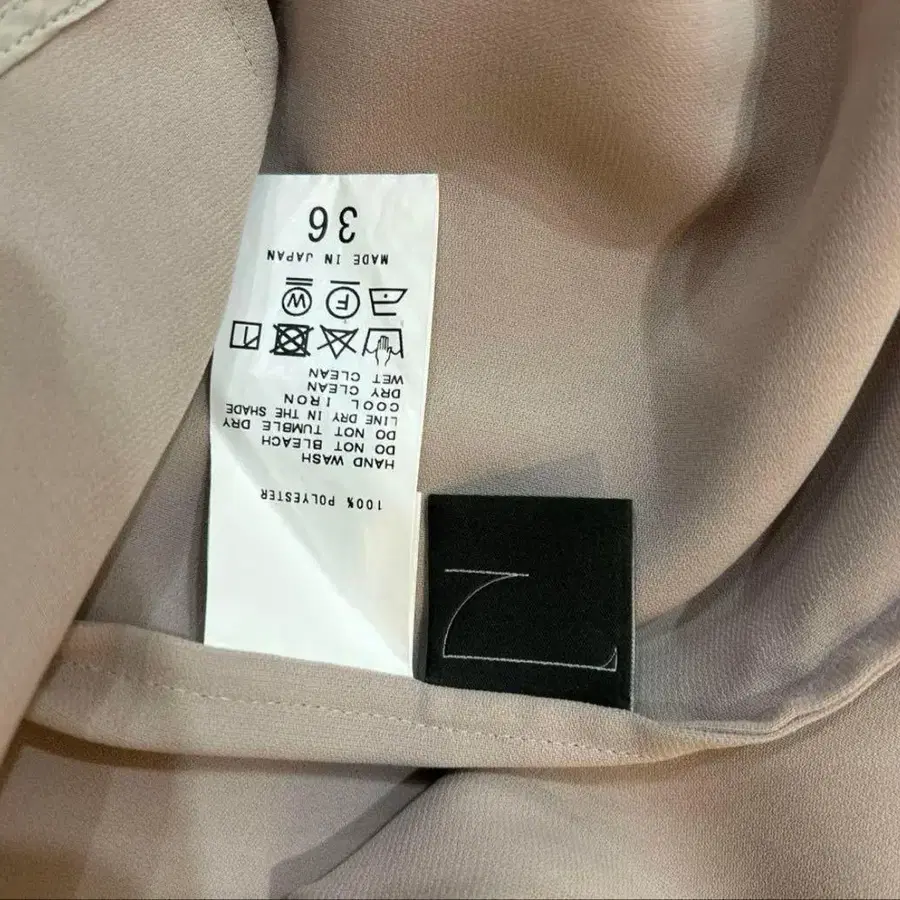 100% POLYESTER
HAND WASH
DO NOT BLEACH
DO NOT TUMBLE DRY
LINE DRY IN THE SHADE
COOL IRON
DRY CLEAN
WET CLEAN
F W
MADE IN JAPAN
36